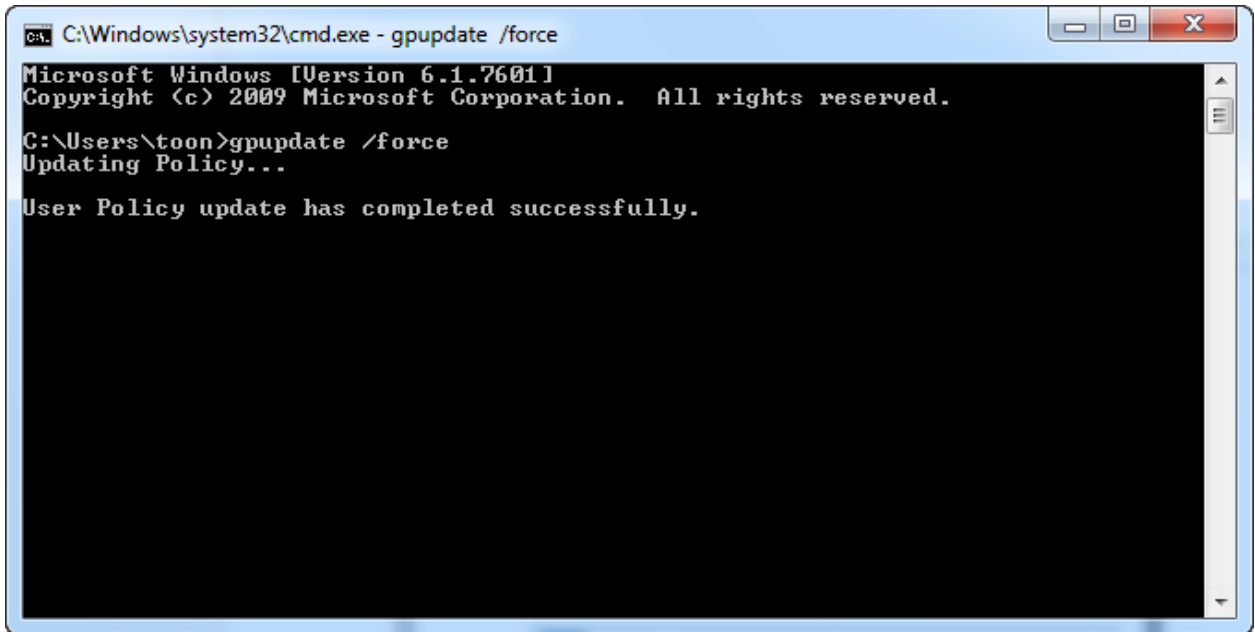 C:\Windows\system32\cmd.exe - gpupdate /force
Microsoft Windows [Version 6.1.7601]
Copyright (c) 2009 Microsoft Corporation.  All rights reserved.
C:\Users\toon>gpupdate /force
Updating Policy...
User Policy update has completed successfully.